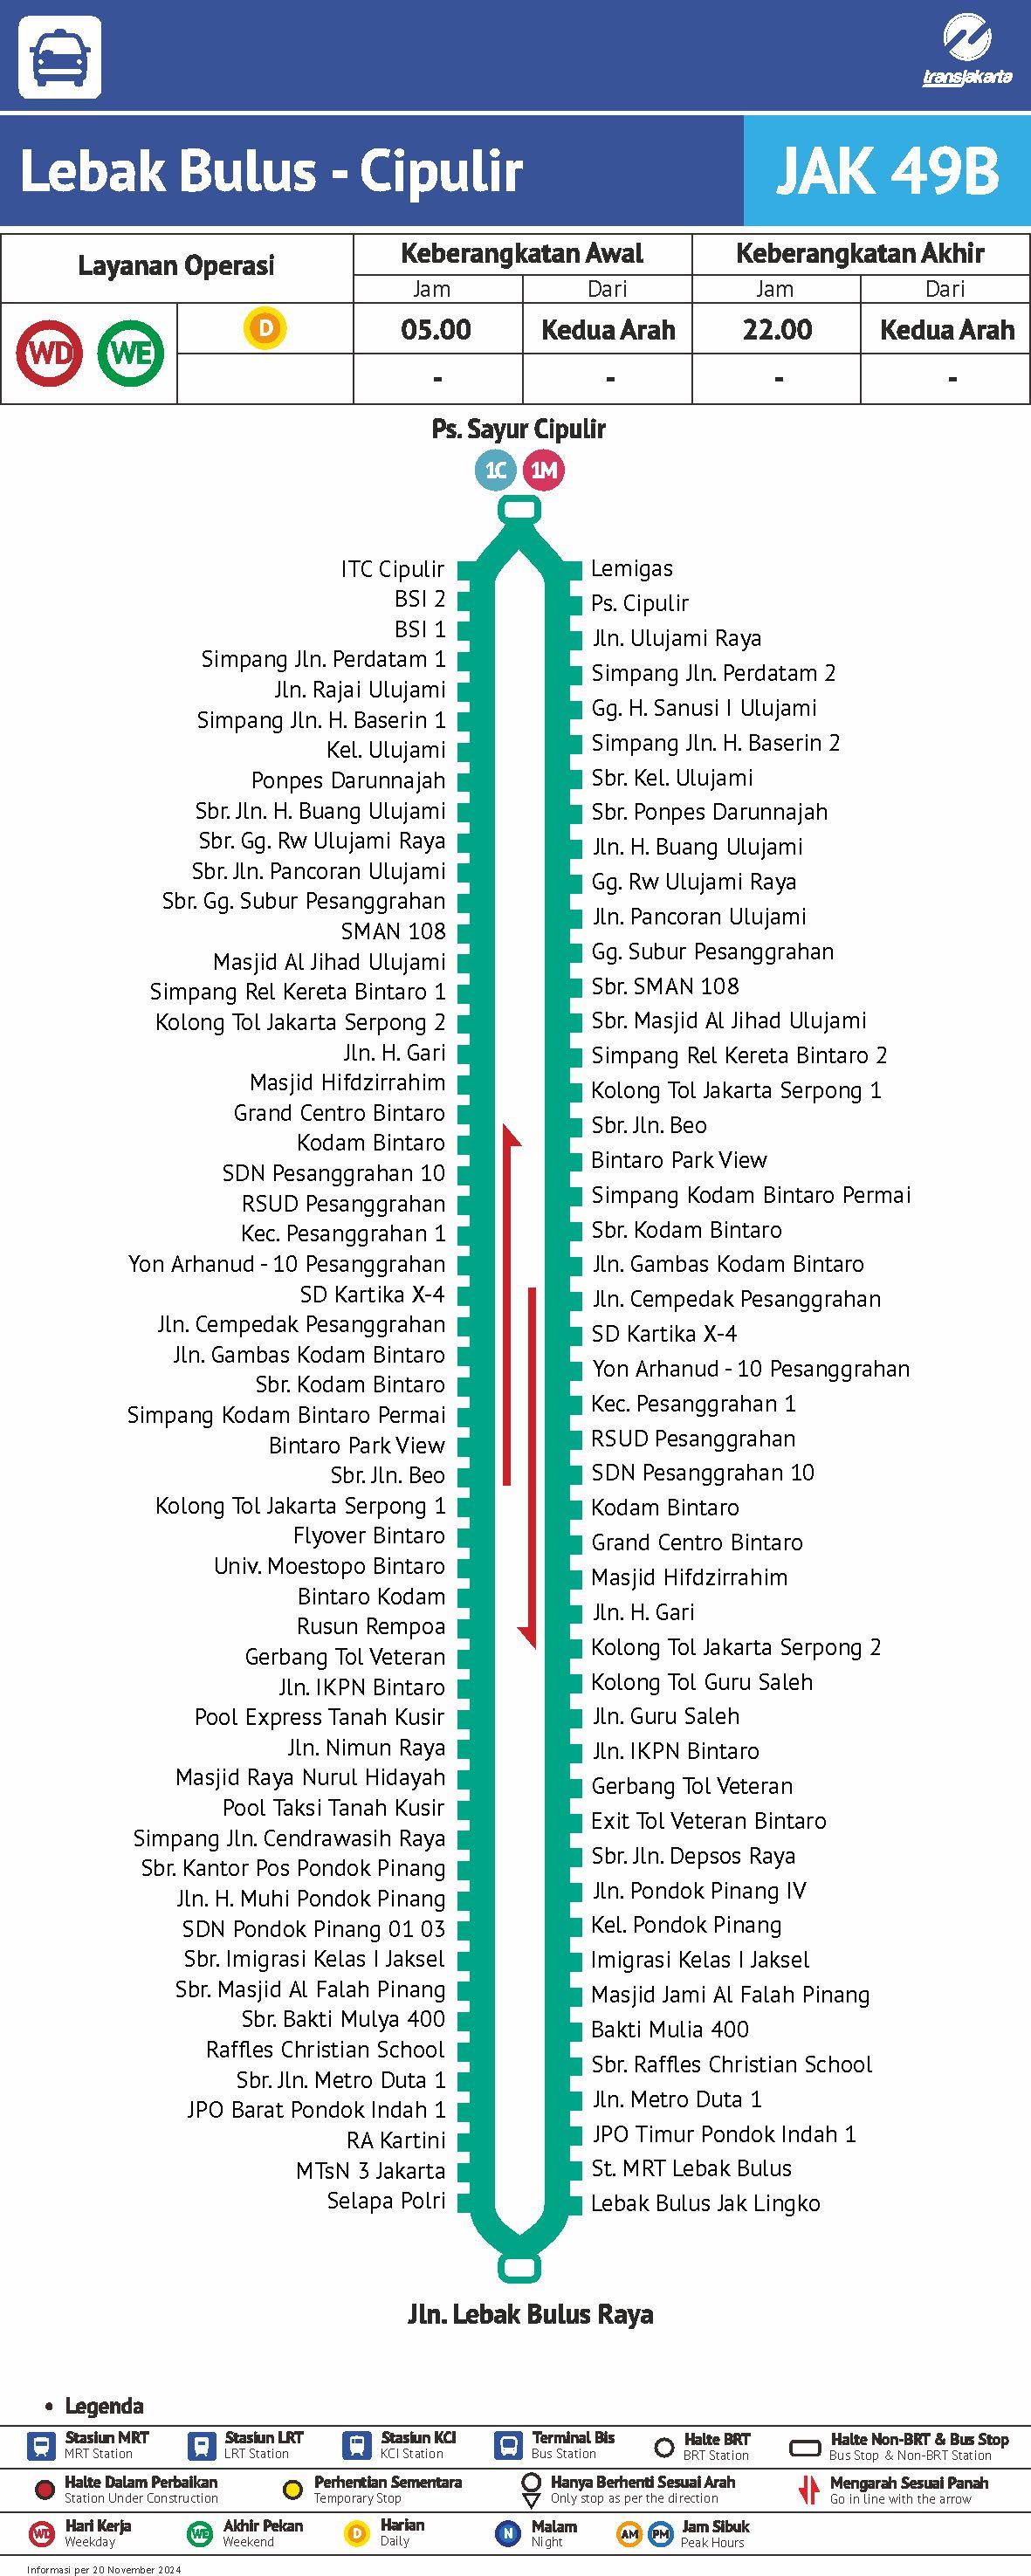 transjakarta
Lebak Bulus - Cipulir
JAK 49B
Layanan Operasi
Keberangkatan Awal
Keberangkatan Akhir
Jam
Dari
Jam
Dari
WD
WE
D
05.00
Kedua Arah
22.00
Kedua Arah
-
-
-
-
Ps. Sayur Cipulir
1C
1M
ITC Cipulir
BSI 2
BSI 1
Simpang Jln. Perdatam 1
Jln. Rajai Ulujami
Simpang Jln. H. Baserin 1
Kel. Ulujami
Ponpes Darunnajah
Sbr. Jln. H. Buang Ulujami
Sbr. Gg. Rw Ulujami Raya
Sbr. Jln. Pancoran Ulujami
Sbr. Gg. Subur Pesanggrahan
SMAN 108
Masjid Al Jihad Ulujami
Simpang Rel Kereta Bintaro 1
Kolong Tol Jakarta Serpong 2
Jln. H. Gari
Masjid Hifdzirrahim
Grand Centro Bintaro
Kodam Bintaro
SDN Pesanggrahan 10
RSUD Pesanggrahan
Kec. Pesanggrahan 1
Yon Arhanud - 10 Pesanggrahan
SD Kartika X-4
Jln. Cempedak Pesanggrahan
Jln. Gambas Kodam Bintaro
Sbr. Kodam Bintaro
Simpang Kodam Bintaro Permai
Bintaro Park View
Sbr. Jln. Beo
Kolong Tol Jakarta Serpong 1
Flyover Bintaro
Univ. Moestopo Bintaro
Bintaro Kodam
Rusun Rempoa
Gerbang Tol Veteran
Jln. IKPN Bintaro
Pool Express Tanah Kusir
Jln. Nimun Raya
Masjid Raya Nurul Hidayah
Pool Taksi Tanah Kusir
Simpang Jln. Cendrawasih Raya
Sbr. Kantor Pos Pondok Pinang
Jln. H. Muhi Pondok Pinang
SDN Pondok Pinang 01 03
Sbr. Imigrasi Kelas I Jaksel
Sbr. Masjid Al Falah Pinang
Sbr. Bakti Mulya 400
Raffles Christian School
Sbr. Jln. Metro Duta 1
JPO Barat Pondok Indah 1
RA Kartini
MTsN 3 Jakarta
Selapa Polri
Lemigas
Ps. Cipulir
Jln. Ulujami Raya
Simpang Jln. Perdatam 2
Gg. H. Sanusi I Ulujami
Simpang Jln. H. Baserin 2
Sbr. Kel. Ulujami
Sbr. Ponpes Darunnajah
Jln. H. Buang Ulujami
Gg. Rw Ulujami Raya
Jln. Pancoran Ulujami
Gg. Subur Pesanggrahan
Sbr. SMAN 108
Sbr. Masjid Al Jihad Ulujami
Simpang Rel Kereta Bintaro 2
Kolong Tol Jakarta Serpong 1
Sbr. Jln. Beo
Bintaro Park View
Simpang Kodam Bintaro Permai
Sbr. Kodam Bintaro
Jln. Gambas Kodam Bintaro
Jln. Cempedak Pesanggrahan
SD Kartika X-4
Yon Arhanud - 10 Pesanggrahan
Kec. Pesanggrahan 1
RSUD Pesanggrahan
SDN Pesanggrahan 10
Kodam Bintaro
Grand Centro Bintaro
Masjid Hifdzirrahim
Jln. H. Gari
Kolong Tol Jakarta Serpong 2
Kolong Tol Guru Saleh
Jln. Guru Saleh
Jln. IKPN Bintaro
Gerbang Tol Veteran
Exit Tol Veteran Bintaro
Sbr. Jln. Depsos Raya
Jln. Pondok Pinang IV
Kel. Pondok Pinang
Imigrasi Kelas I Jaksel
Masjid Jami Al Falah Pinang
Bakti Mulia 400
Sbr. Raffles Christian School
Jln. Metro Duta 1
JPO Timur Pondok Indah 1
St. MRT Lebak Bulus
Lebak Bulus Jak Lingko
Jln. Lebak Bulus Raya
• Legenda
Stasiun MRT
MRT Station
Stasiun LRT
LRT Station
Stasiun KCI
KCI Station
Terminal Bis
Bus Station
Halte BRT
BRT Station
Halte Non-BRT & Bus Stop
Bus Stop & Non-BRT Station
Halte Dalam Perbaikan
Station Under Construction
Perhentian Sementara
Temporary Stop
Hanya Berhenti Sesuai Arah
Only stop as per the direction
Mengarah Sesuai Panah
Go in line with the arrow
WD
Hari Kerja
Weekday
WE
Akhir Pekan
Weekend
D
Harian
Daily
N
Malam
Night
AM
PM
Jam Sibuk
Peak Hours
Informasi per 20 November 2024